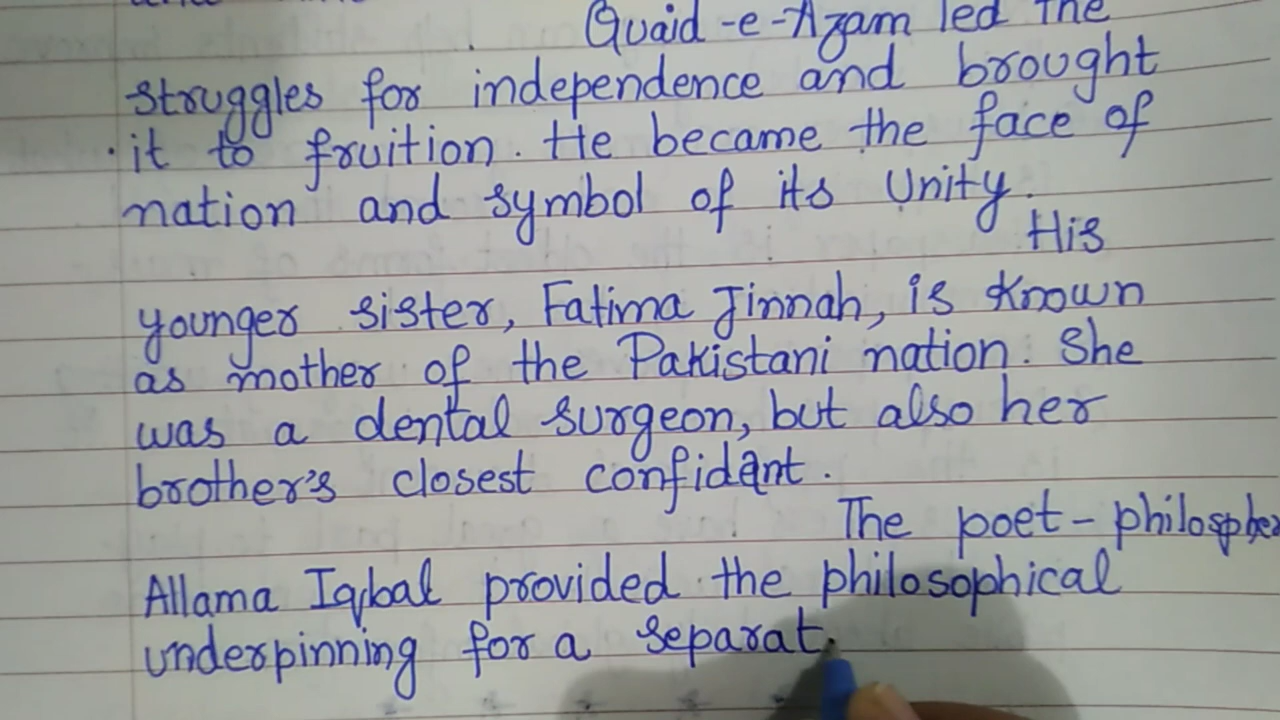 Quaid-e-Azam led the
struggles for independence and brought
it to fruition. He became the face of
nation and symbol of its Unity.
His
younger sister, Fatima Jinnah, is known
as mother of the Pakistani nation. She
was a dental surgeon, but also her
brother's closest confidant.
The poet-philospher
Allama Iqbal provided the philosophical
underpinning for a separat